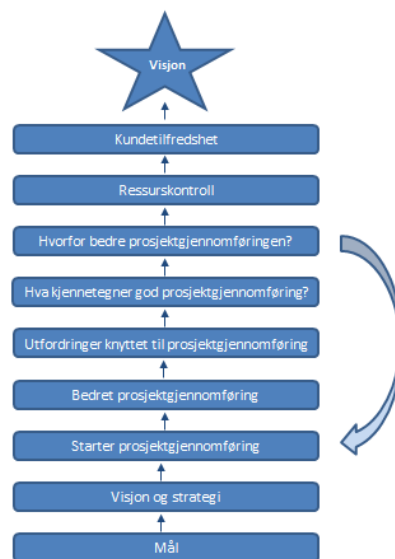 Visjon
Kundetilfredshet
Ressurskontroll
Hvorfor bedre prosjektgjennomføringen?
Hva kjennetegner god prosjektgjennomføring?
Utfordringer knyttet til prosjektgjennomføring
Bedret prosjektgjennomføring
Starter prosjektgjennomføring
Visjon og strategi
Mål